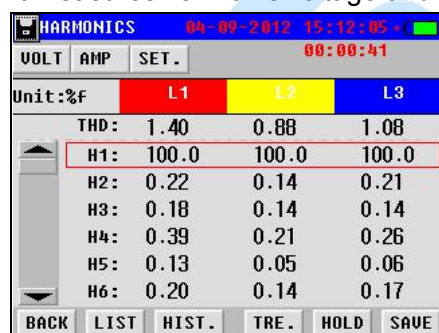 HARMONICS 04-09-2012 15:12:05
VOLT AMP SET. 00:00:41
Unit:%f L1 L2 L3
THD: 1.40 0.88 1.08
H1: 100.0 100.0 100.0
H2: 0.22 0.14 0.21
H3: 0.18 0.14 0.14
H4: 0.39 0.21 0.26
H5: 0.13 0.05 0.06
H6: 0.20 0.14 0.17
BACK LIST HIST. TRE. HOLD SAVE